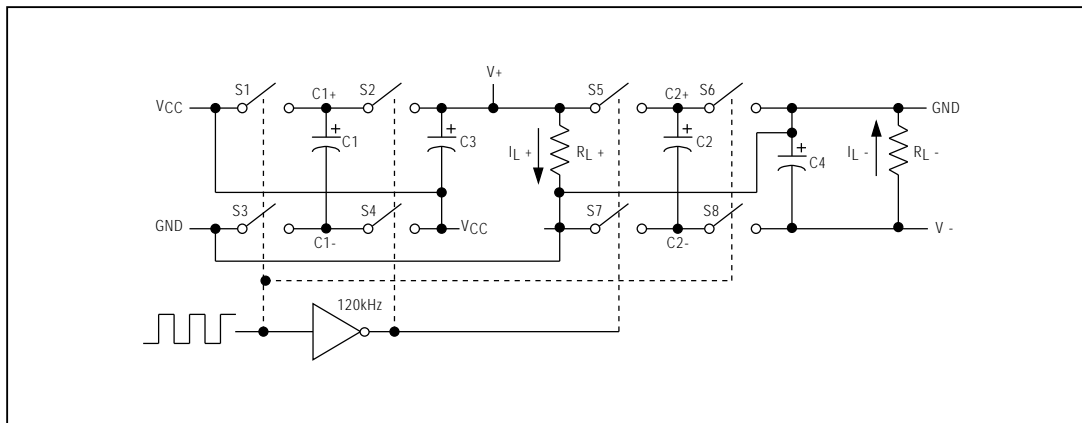 V+
S1
C1+
S2
S5
C2+
S6
VCC
GND
C1
C3
IL +
RL +
C2
C4
IL -
RL -
S3
S4
S7
S8
GND
C1-
VCC
C2-
V -
120kHz